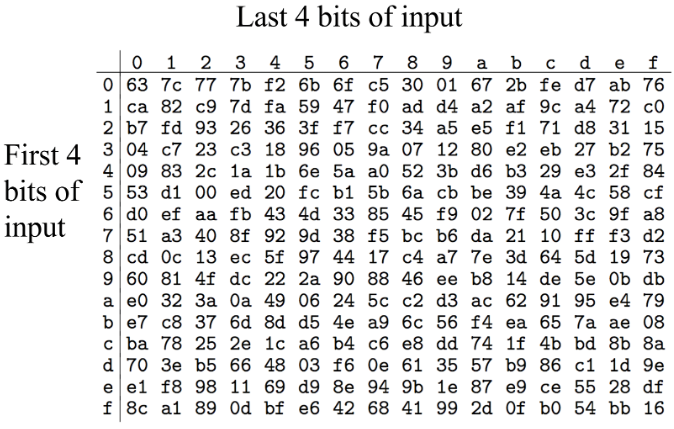 Last 4 bits of input
First 4
bits of
input
0 1 2 3 4 5 6 7 8 9 a b c d e f
0 63 7c 77 7b f2 6b 6f c5 30 01 67 2b fe d7 ab 76
1 ca 82 c9 7d fa 59 47 f0 ad d4 a2 af 9c a4 72 c0
2 b7 fd 93 26 36 3f f7 cc 34 a5 e5 f1 71 d8 31 15
3 04 c7 23 c3 18 96 05 9a 07 12 80 e2 eb 27 b2 75
4 09 83 2c 1a 1b 6e 5a a0 52 3b d6 b3 29 e3 2f 84
5 53 d1 00 ed 20 fc b1 5b 6a cb be 39 4a 4c 58 cf
6 d0 ef aa fb 43 4d 33 85 45 f9 02 7f 50 3c 9f a8
7 51 a3 40 8f 92 9d 38 f5 bc b6 da 21 10 ff f3 d2
8 cd 0c 13 ec 5f 97 44 17 c4 a7 7e 3d 64 5d 19 73
9 60 81 4f dc 22 2a 90 88 46 ee b8 14 de 5e 0b db
a e0 32 3a 0a 49 06 24 5c c2 d3 ac 62 91 95 e4 79
b e7 c8 37 6d 8d d5 4e a9 6c 56 f4 ea 65 7a ae 08
c ba 78 25 2e 1c a6 b4 c6 e8 dd 74 1f 4b bd 8b 8a
d 70 3e b5 66 48 03 f6 0e 61 35 57 b9 86 c1 1d 9e
e e1 f8 98 11 69 d9 8e 94 9b 1e 87 e9 ce 55 28 df
f 8c a1 89 0d bf e6 42 68 41 99 2d 0f b0 54 bb 16